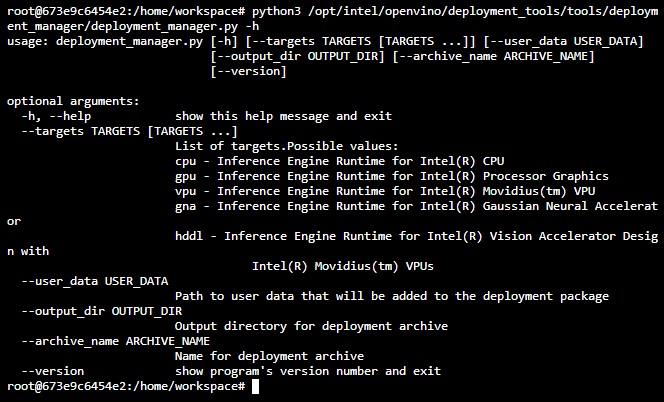 root@673e9c6454e2:/home/workspace# python3 /opt/intel/openvino/deployment_tools/tools/deploym
ent_manager/deployment_manager.py -h
usage: deployment_manager.py [-h] [--targets TARGETS [TARGETS ...]] [--user_data USER_DATA]
                             [--output_dir OUTPUT_DIR] [--archive_name ARCHIVE_NAME]
                             [--version]

optional arguments:
  -h, --help            show this help message and exit
  --targets TARGETS [TARGETS ...]
                        List of targets.Possible values:
                        cpu - Inference Engine Runtime for Intel(R) CPU
                        gpu - Inference Engine Runtime for Intel(R) Processor Graphics
                        vpu - Inference Engine Runtime for Intel(R) Movidius(tm) VPU
                        gna - Inference Engine Runtime for Intel(R) Gaussian Neural Accelerat
or
                        hddl - Inference Engine Runtime for Intel(R) Vision Accelerator Desig
n with
                                   Intel(R) Movidius(tm) VPUs
  --user_data USER_DATA
                        Path to user data that will be added to the deployment package
  --output_dir OUTPUT_DIR
                        Output directory for deployment archive
  --archive_name ARCHIVE_NAME
                        Name for deployment archive
  --version             show program's version number and exit
root@673e9c6454e2:/home/workspace#